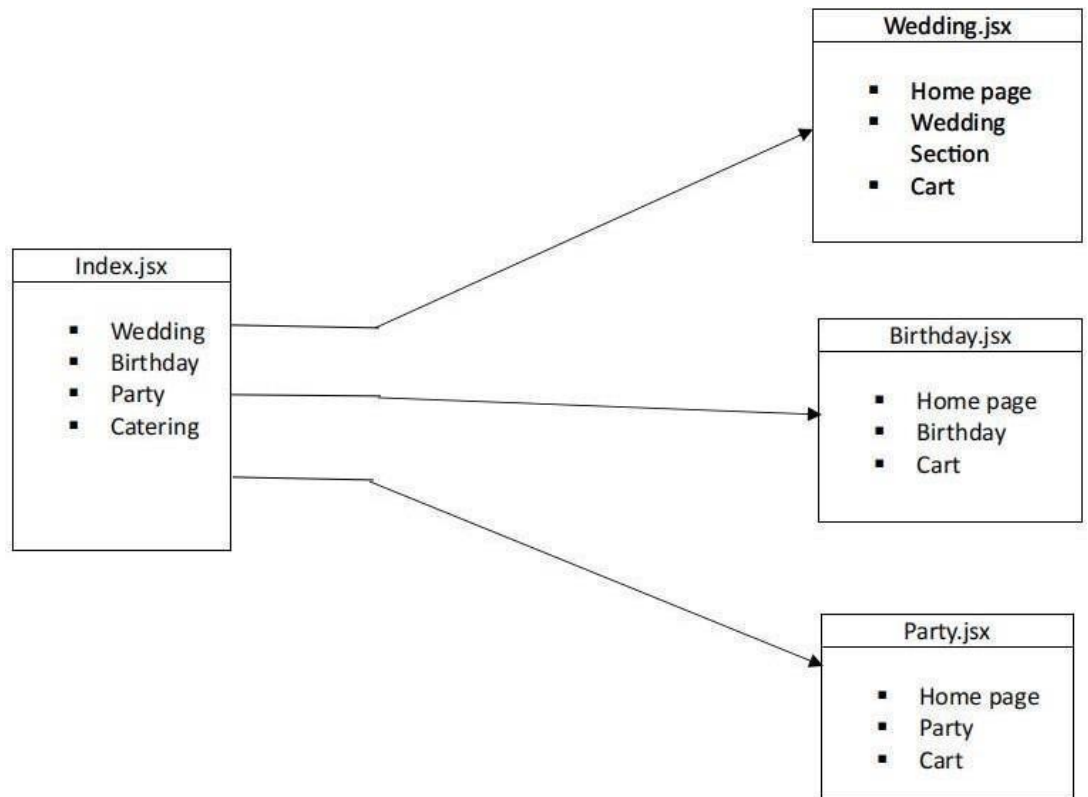 Index.jsx
Wedding
Birthday
Party
Catering
Wedding.jsx
Home page
Wedding
Section
Cart
Birthday.jsx
Home page
Birthday
Cart
Party.jsx
Home page
Party
Cart